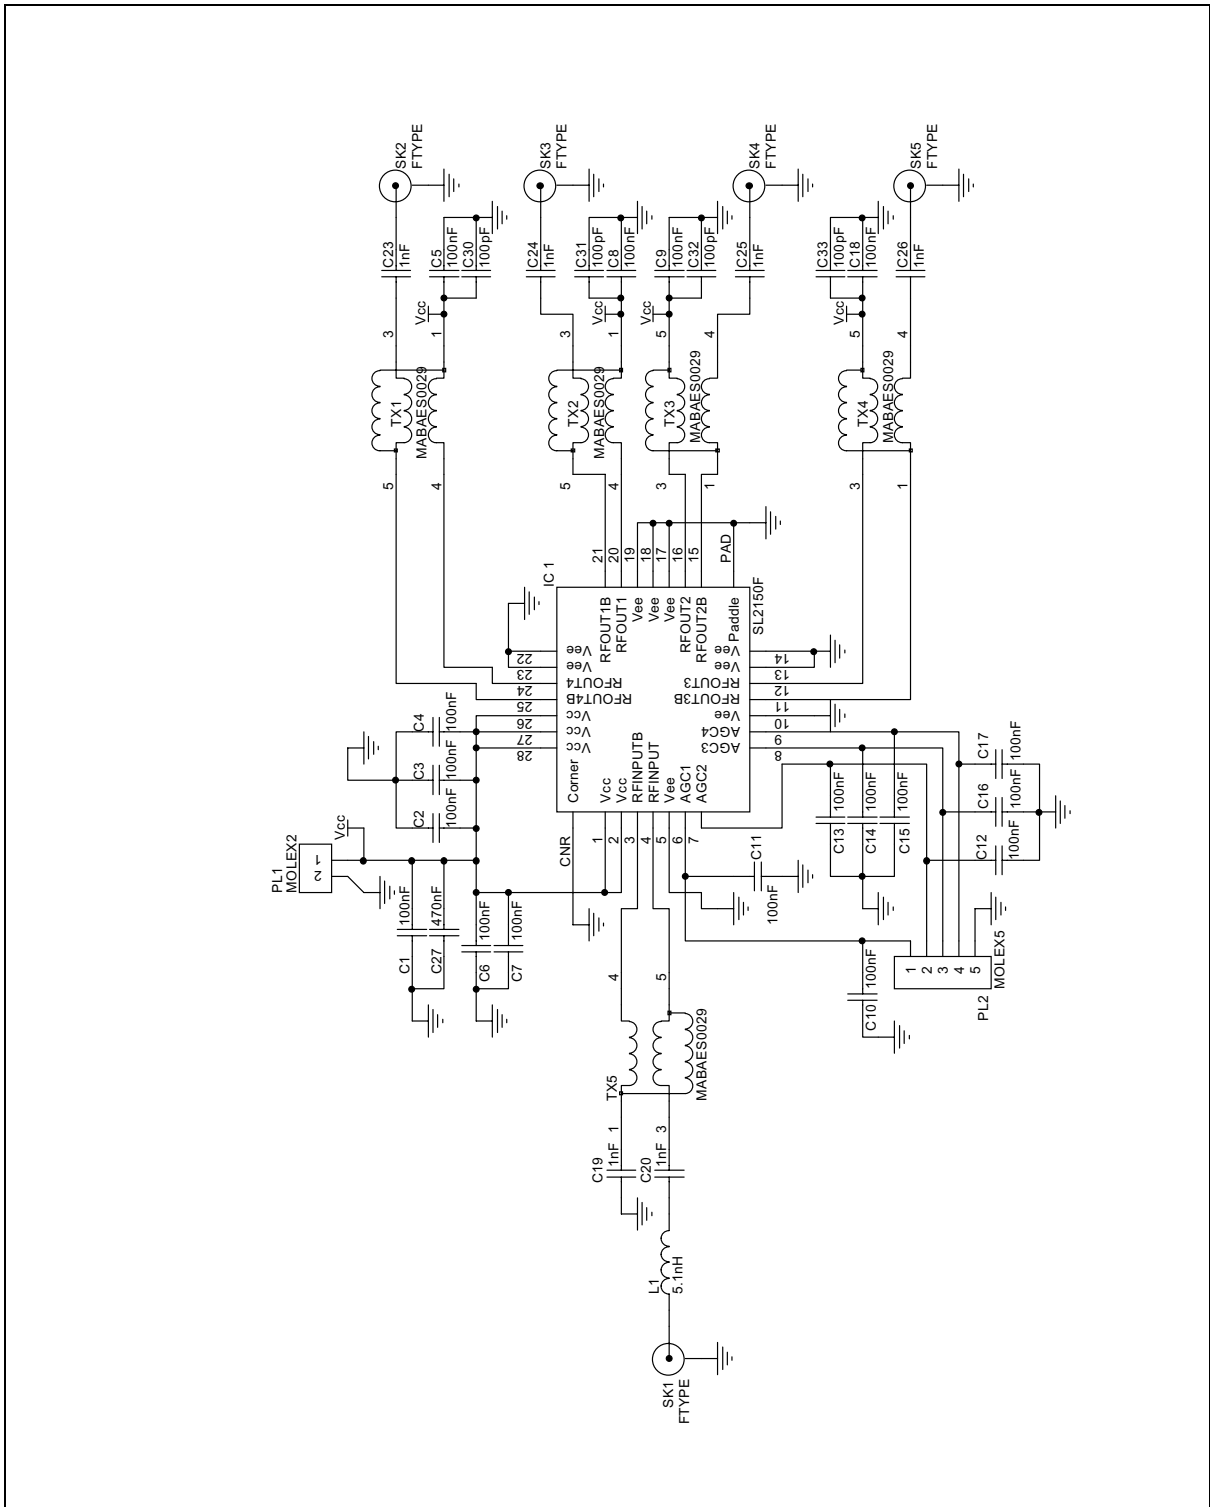 SK2
FTYPE
SK3
FTYPE
SK4
FTYPE
SK5
FTYPE
C23
1nF
C5
100nF
C30
100pF
C24
1nF
C31
100pF
C8
100nF
C9
100nF
C32
100pF
C25
1nF
C33
100pF
C18
100nF
C26
1nF
Vcc
Vcc
Vcc
Vcc
3
1
3
1
5
4
5
4
TX1
MABAES0029
TX2
MABAES0029
TX3
MABAES0029
TX4
MABAES0029
5
4
5
4
3
1
3
1
IC 1
21
20
19
18
17
16
15
PAD
RFOUT1B
RFOUT1
Vee
Vee
Vee
RFOUT2
RFOUT2B
Paddle
SL2150F
22
Vee
23
Vee
24
RFOUT4
25
RFOUT4B
26
Vcc
27
Vcc
28
Vcc
14
Vee
13
Vee
12
RFOUT3
11
RFOUT3B
10
Vee
9
AGC4
8
AGC3
Corner
Vcc
Vcc
RFINPUTB
RFINPUT
Vee
AGC1
AGC2
CNR
1
2
3
4
5
6
7
C4
100nF
C3
100nF
C2
100nF
Vcc
PL1
MOLEX2
1
2
C1
100nF
C27
470nF
C6
100nF
C7
100nF
C11
100nF
C13
100nF
C14
100nF
C15
100nF
C17
100nF
C16
100nF
C12
100nF
C10
100nF
1
2
3
4
5
PL2
MOLEX5
4
5
TX5
MABAES0029
1
3
C19
1nF
C20
1nF
L1
5.1nH
SK1
FTYPE